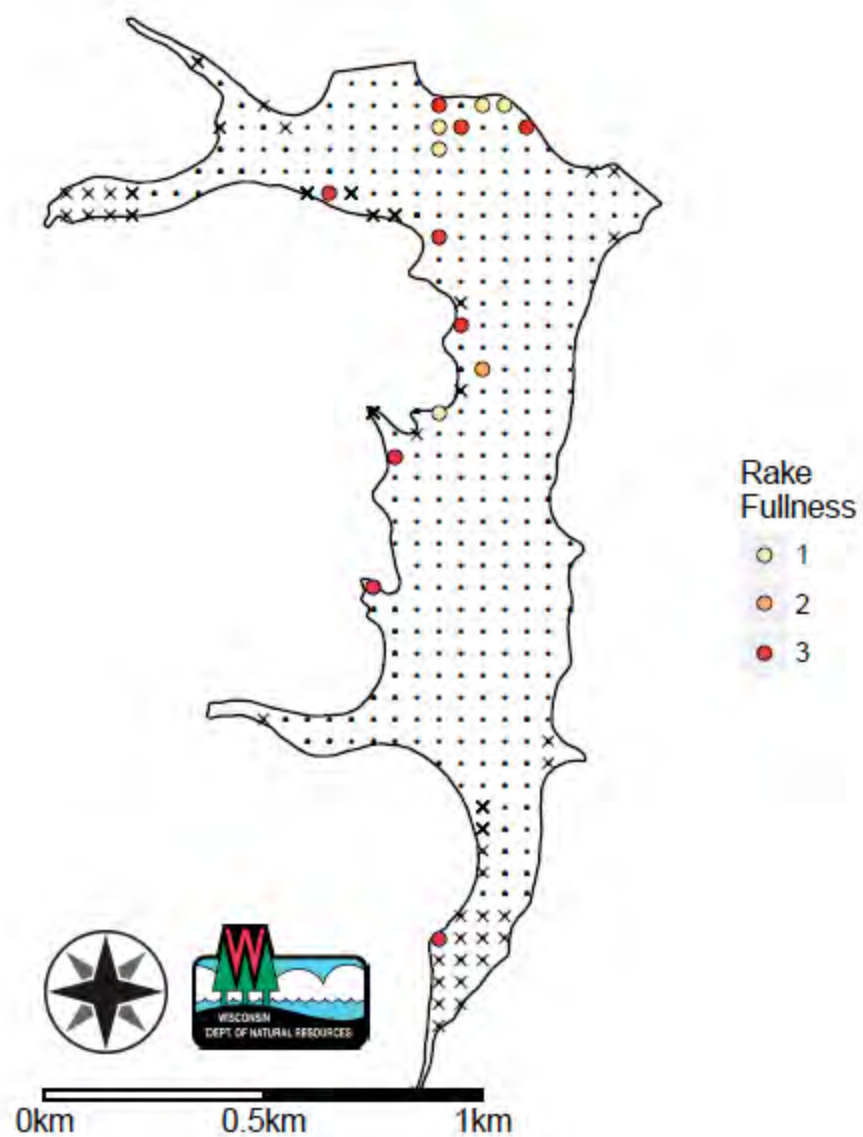 Rake
Fullness
1
2
3
W
WISCONSIN
DEPT. OF NATURAL RESOURCES
0km 0.5km 1km